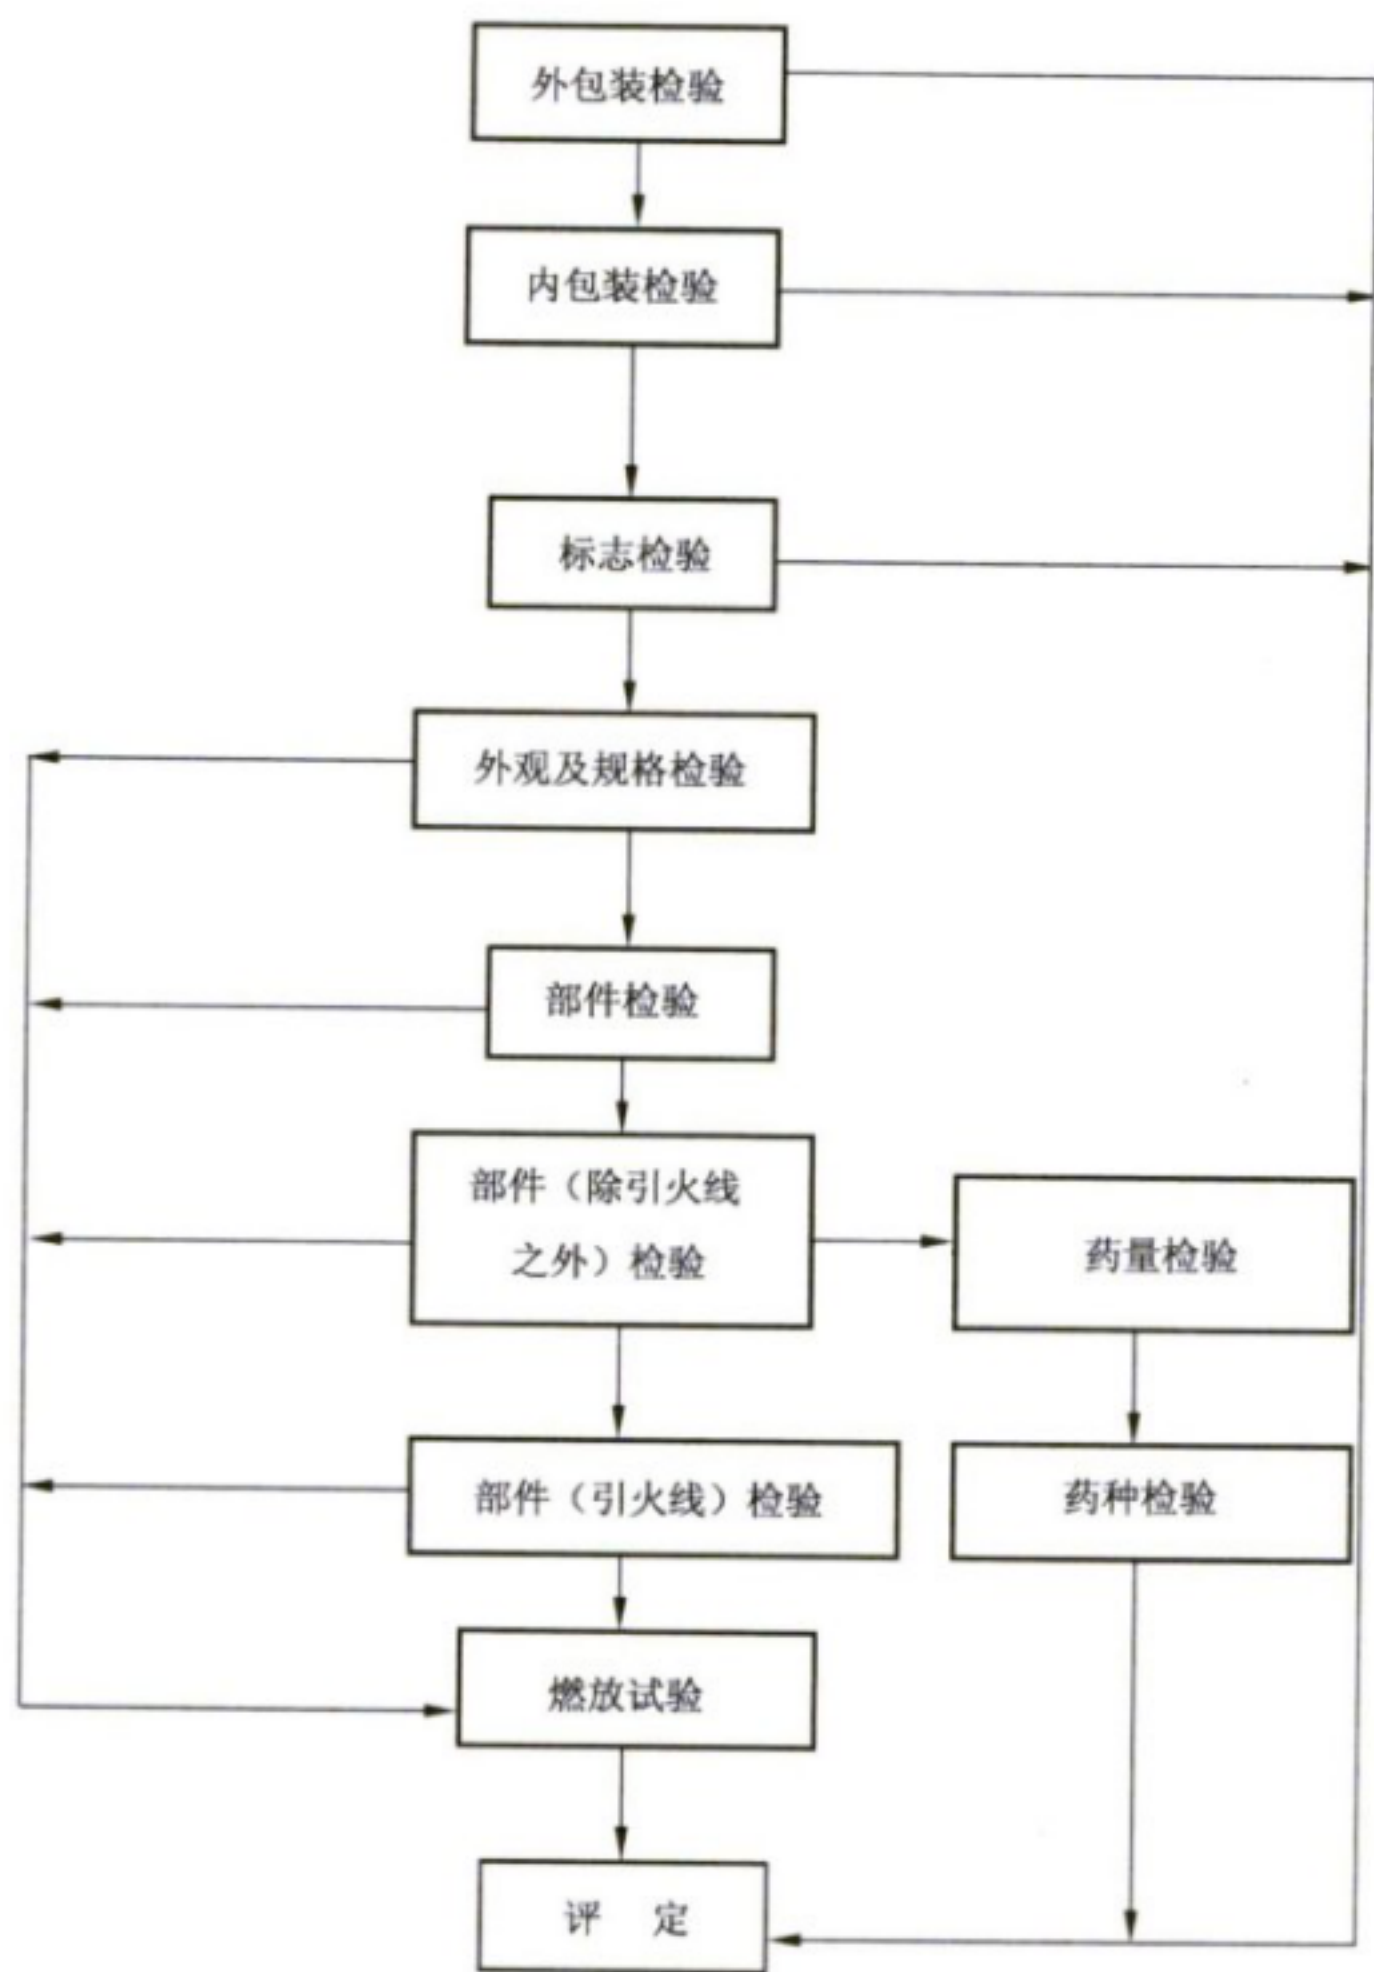 外包装检验
内包装检验
标志检验
外观及规格检验
部件检验
部件（除引火线
之外）检验
药量检验
部件（引火线）检验
药种检验
燃放试验
评 定